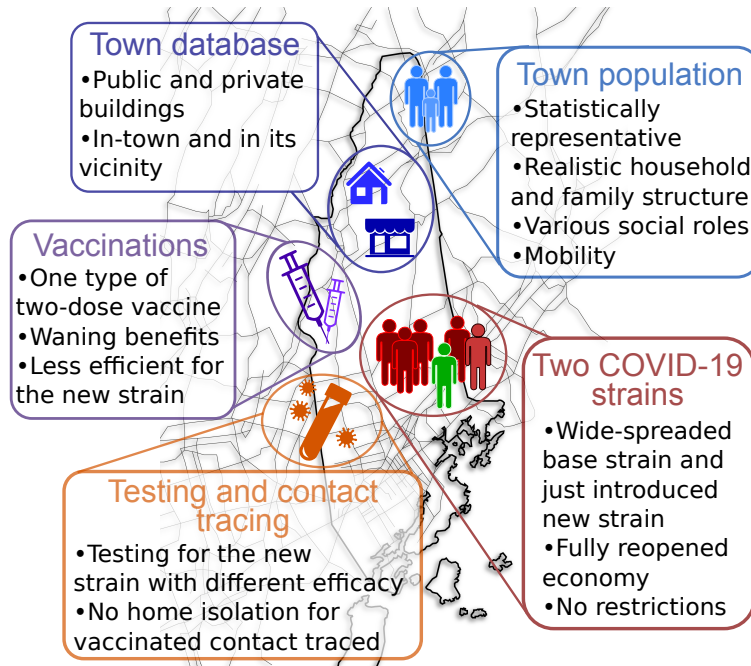 Town database
•Public and private
buildings
•In-town and in its
vicinity
Town population
•Statistically
representative
•Realistic household
and family structure
•Various social roles
•Mobility
Vaccinations
•One type of
two-dose vaccine
•Waning benefits
•Less efficient for
the new strain
Two COVID-19
strains
•Wide-spreaded
base strain and
just introduced
new strain
•Fully reopened
economy
•No restrictions
Testing and contact
tracing
•Testing for the new
strain with different efficacy
•No home isolation for
vaccinated contact traced